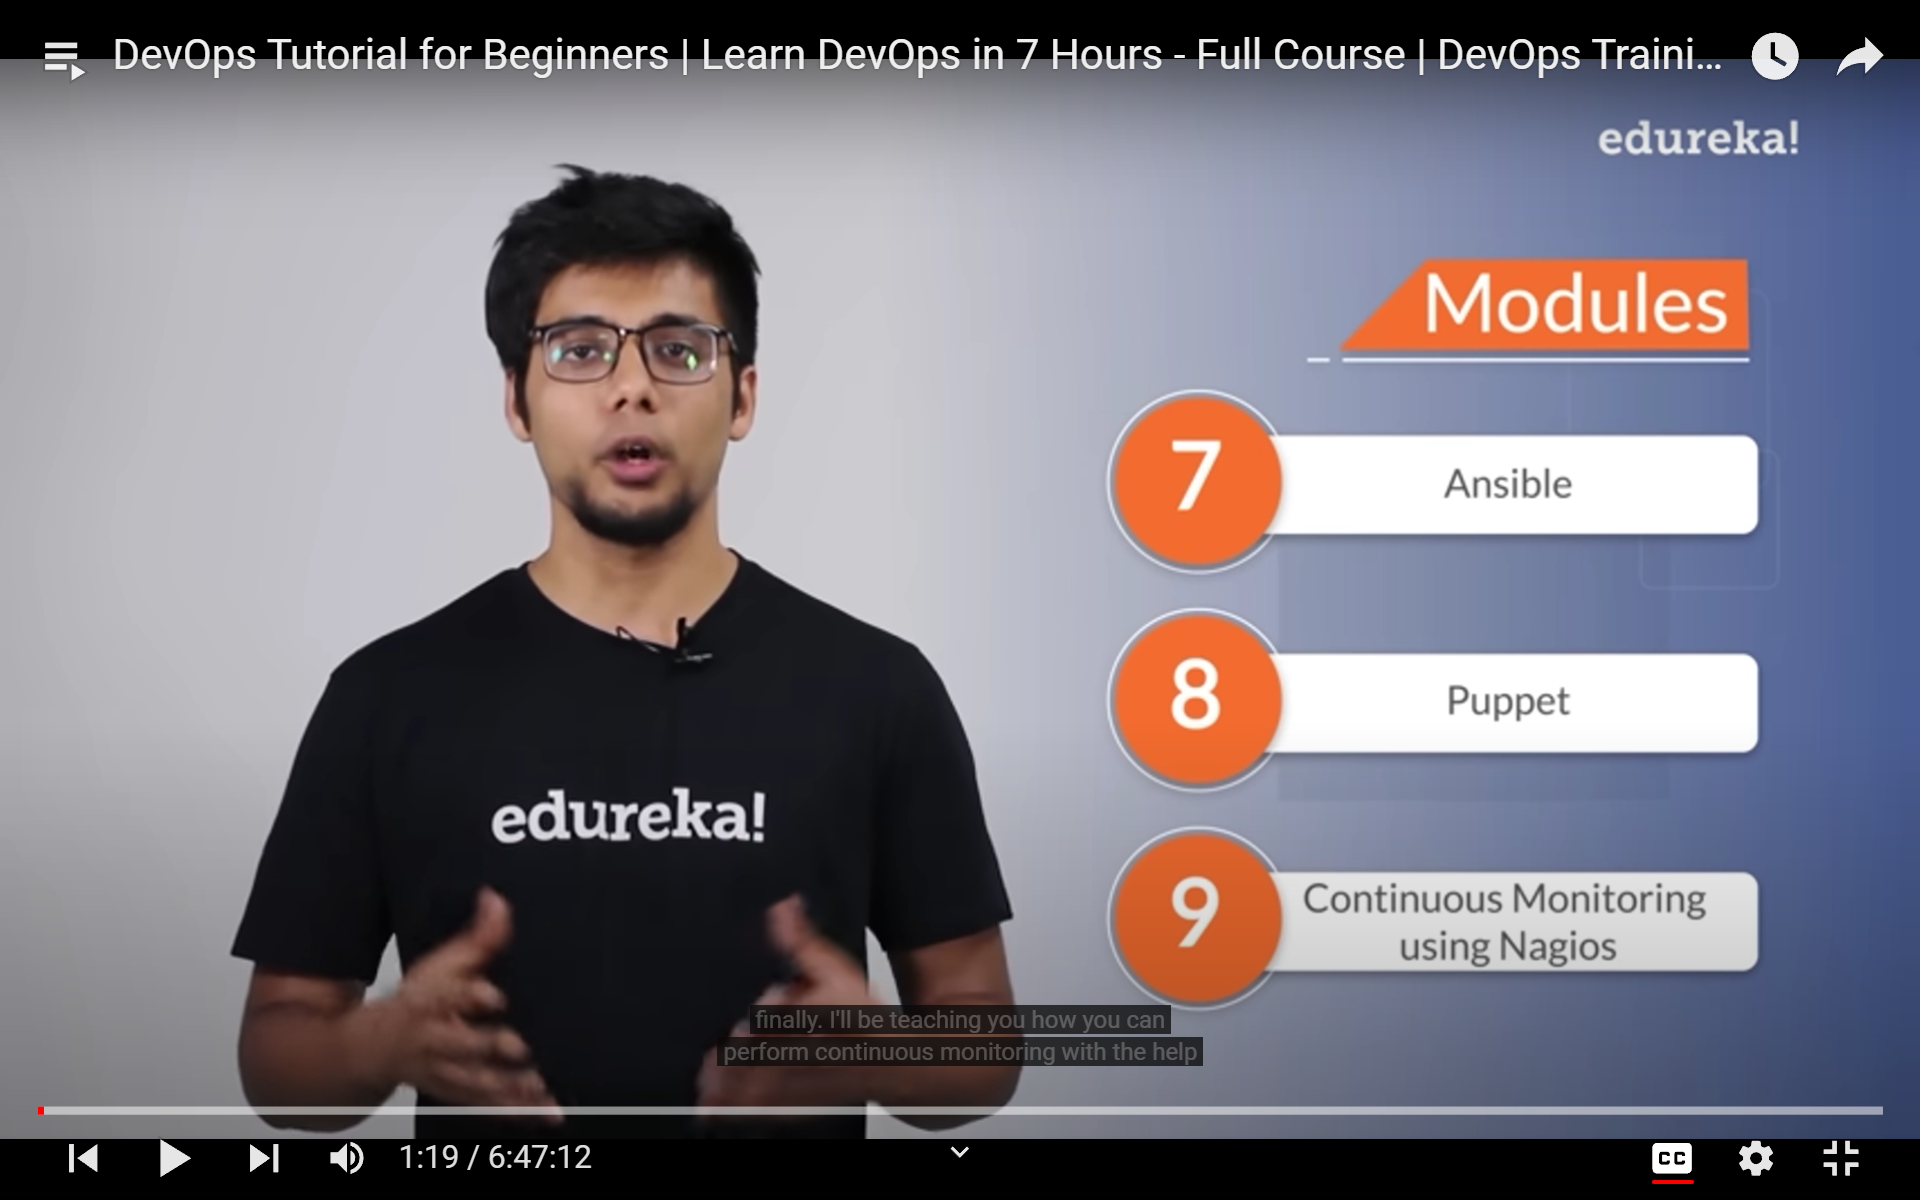 DevOps Tutorial for Beginners | Learn DevOps in 7 Hours - Full Course | DevOps Traini...
edureka!
Modules
7
Ansible
8
Puppet
9
Continuous Monitoring
using Nagios
edureka!
finally. I'll be teaching you how you can
perform continuous monitoring with the help
1:19 / 6:47:12
CC